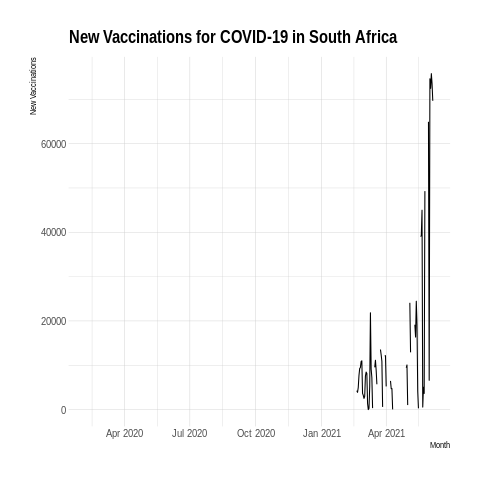 New Vaccinations for COVID-19 in South Africa
New Vaccinations
60000
40000
20000
0
Apr 2020 Jul 2020 Oct 2020 Jan 2021 Apr 2021
Month